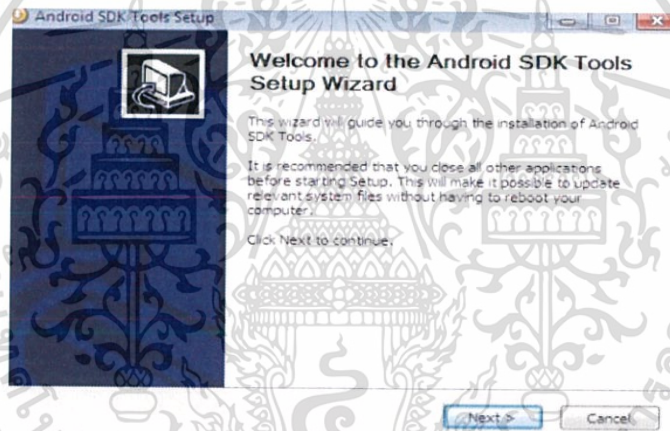 Android SDK Tools Setup
Welcome to the Android SDK Tools
Setup Wizard
This wizard will guide you through the installation of Android
SDK Tools.
It is recommended that you close all other applications
before starting Setup. This will make it possible to update
relevant system files without having to reboot your
computer.
Click Next to continue.
Next >
Cancel